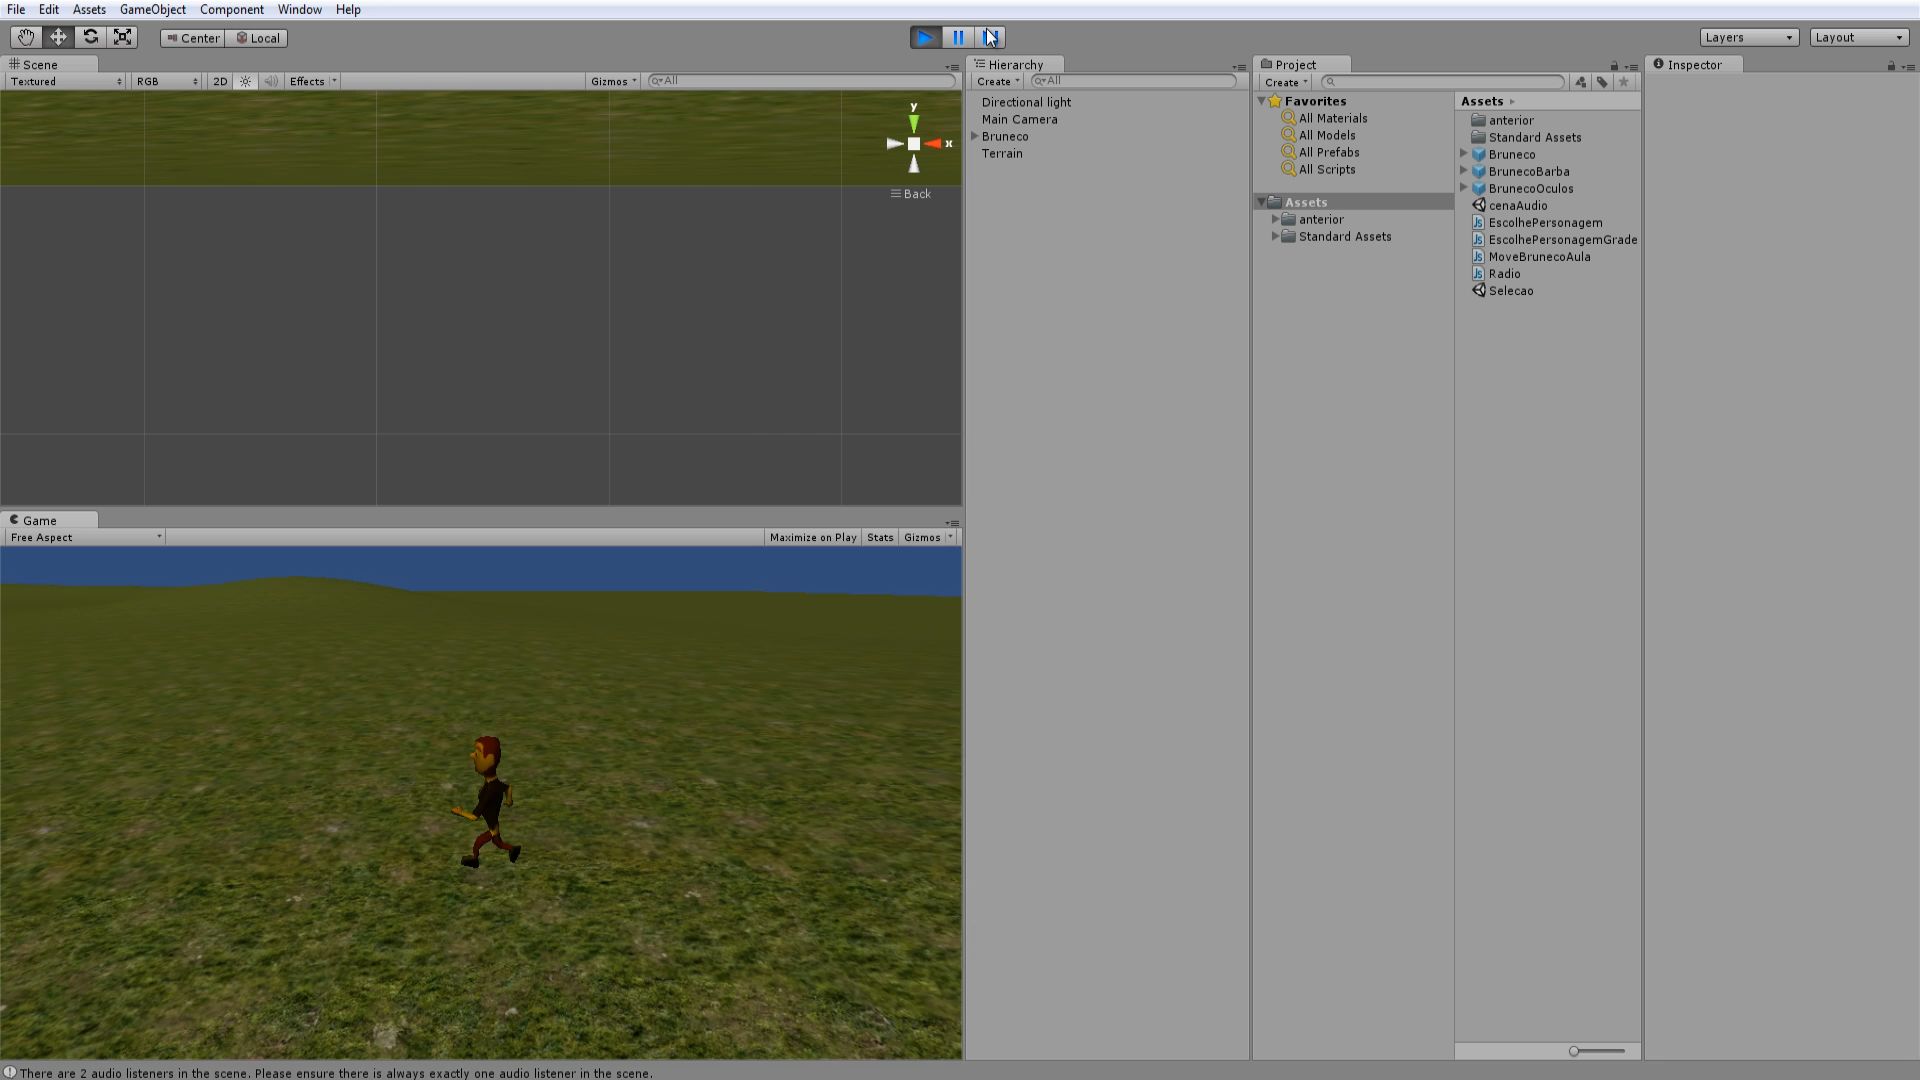 File Edit Assets GameObject Component Window Help
Center Local
Layers Layout
Scene
Textured RGB 2D Effects Gizmos All
y
x
Back
Game
Free Aspect Maximize on Play Stats Gizmos
Hierarchy
Create All
Directional light
Main Camera
Bruneco
Terrain
Project
Create
Favorites
All Materials
All Models
All Prefabs
All Scripts
Assets
anterior
Standard Assets
Assets
anterior
Standard Assets
Bruneco
BrunecoBarba
BrunecoOculos
cenaAudio
EscolhePersonagem
EscolhePersonagemGrade
MoveBrunecoAula
Radio
Selecao
Inspector
There are 2 audio listeners in the scene. Please ensure there is always exactly one audio listener in the scene.